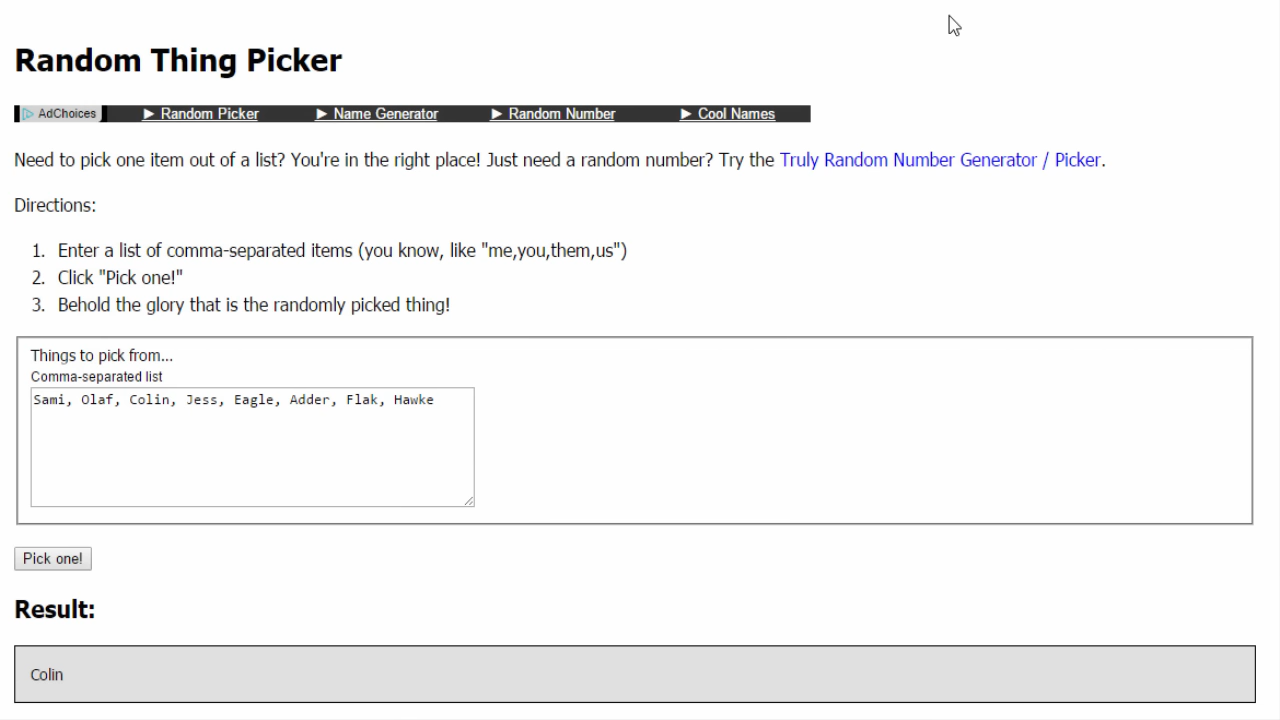 Random Thing Picker
AdChoices ► Random Picker ► Name Generator ► Random Number ► Cool Names
Need to pick one item out of a list? You're in the right place! Just need a random number? Try the Truly Random Number Generator / Picker.
Directions:
1. Enter a list of comma-separated items (you know, like "me,you,them,us")
2. Click "Pick one!"
3. Behold the glory that is the randomly picked thing!
Things to pick from...
Comma-separated list
Sami, Olaf, Colin, Jess, Eagle, Adder, Flak, Hawke
Pick one!
Result:
Colin